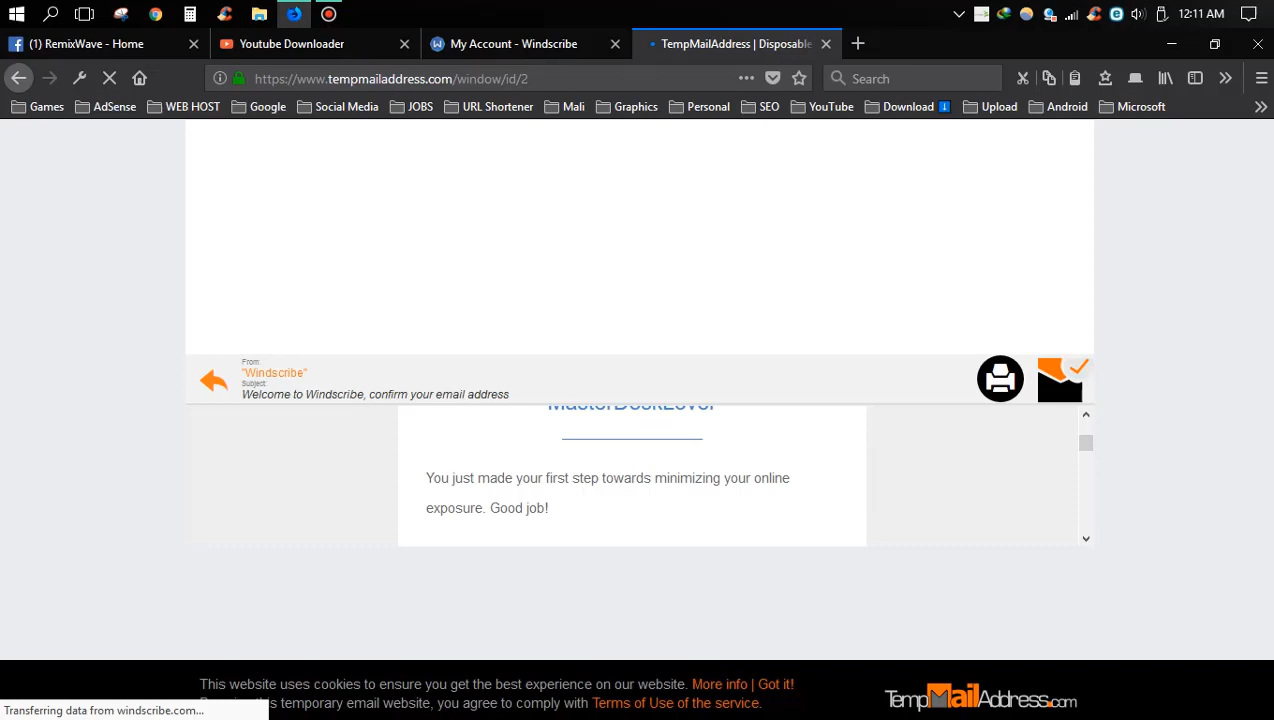 12:11 AM
(1) RemixWave - Home
Youtube Downloader
My Account - Windscribe
TempMailAddress | Disposable
https://www.tempmailaddress.com/window/id/2
Search
Games
AdSense
WEB HOST
Google
Social Media
JOBS
URL Shortener
Mali
Graphics
Personal
SEO
YouTube
Download
Upload
Android
Microsoft
From:
"Windscribe"
Subject:
Welcome to Windscribe, confirm your email address
MasterDeskLover
You just made your first step towards minimizing your online
exposure. Good job!
This website uses cookies to ensure you get the best experience on our website. More info | Got it!
this temporary email website, you agree to comply with Terms of Use of the service.
TempMailAddress.com
Transferring data from windscribe.com...